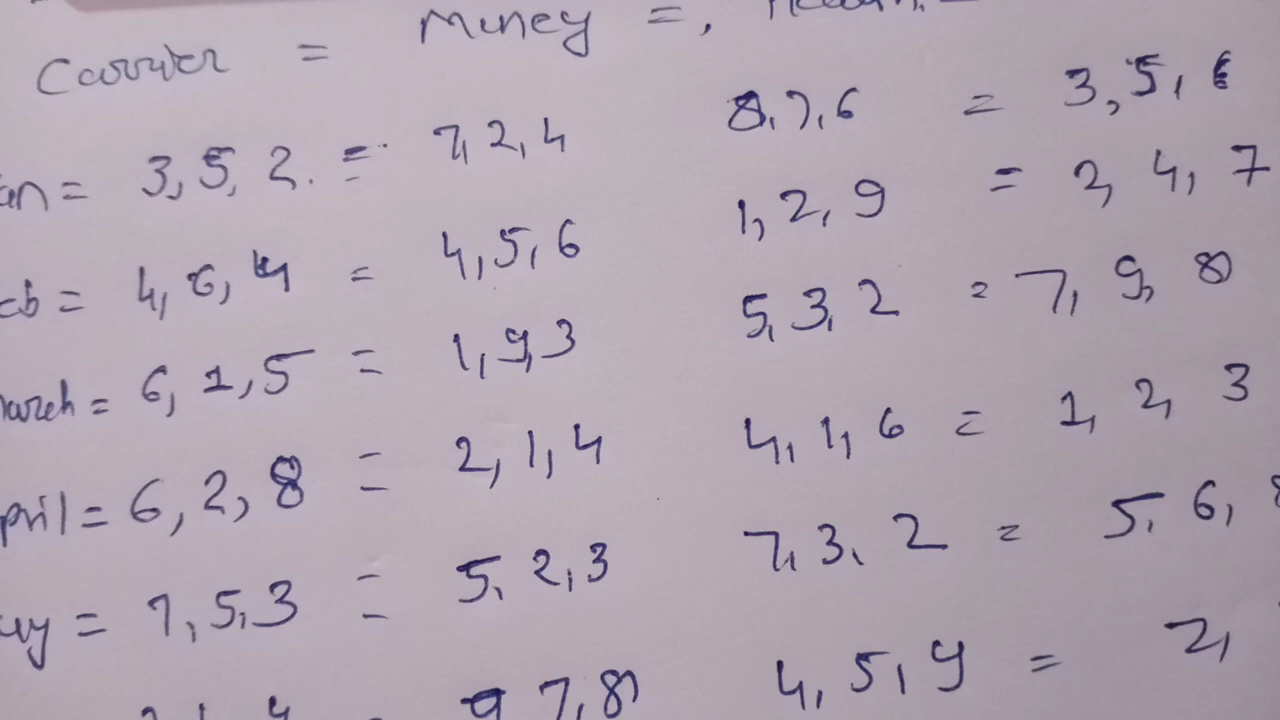 Carrier = Money =,
3, 5, 2. = 7, 2, 4 8, 7, 6 = 3, 5, 6
= 4, 6, 4 = 4, 5, 6 1, 2, 9 = 2, 4, 7
march = 6, 1, 5 = 1, 9, 3 5, 3, 2 = 7, 9, 8
pril = 6, 2, 8 = 2, 1, 4 4, 1, 6 = 1, 2, 3
= 7, 5, 3 = 5, 2, 3 7, 3, 2 = 5, 6,
9 7, 8 4, 5, 9 = 2,